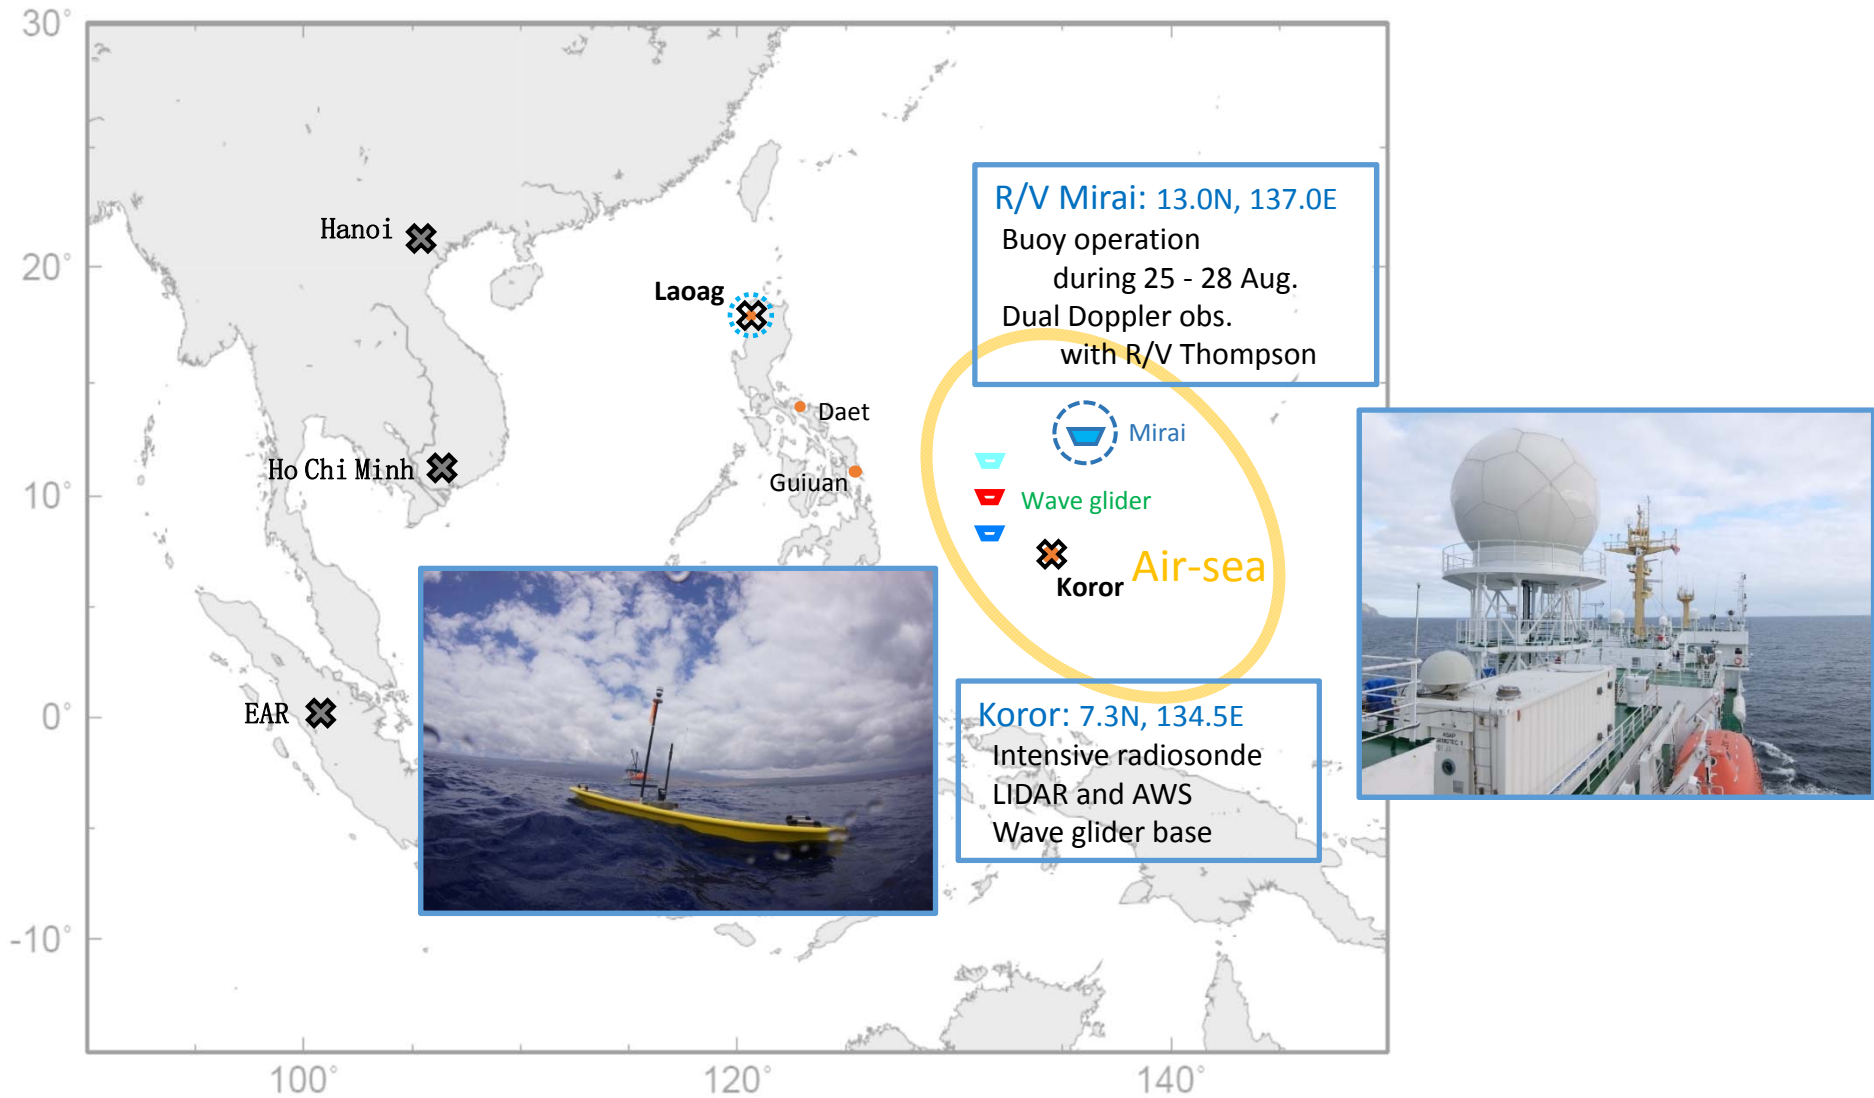 30°
20°
10°
0°
-10°
100°
120°
140°
Hanoi
Laoag
Ho Chi Minh
EAR
Daet
Guiuan
R/V Mirai: 13.0N, 137.0E
Buoy operation
during 25 - 28 Aug.
Dual Doppler obs.
with R/V Thompson
Mirai
Wave glider
Koror
Air-sea
Koror: 7.3N, 134.5E
Intensive radiosonde
LIDAR and AWS
Wave glider base